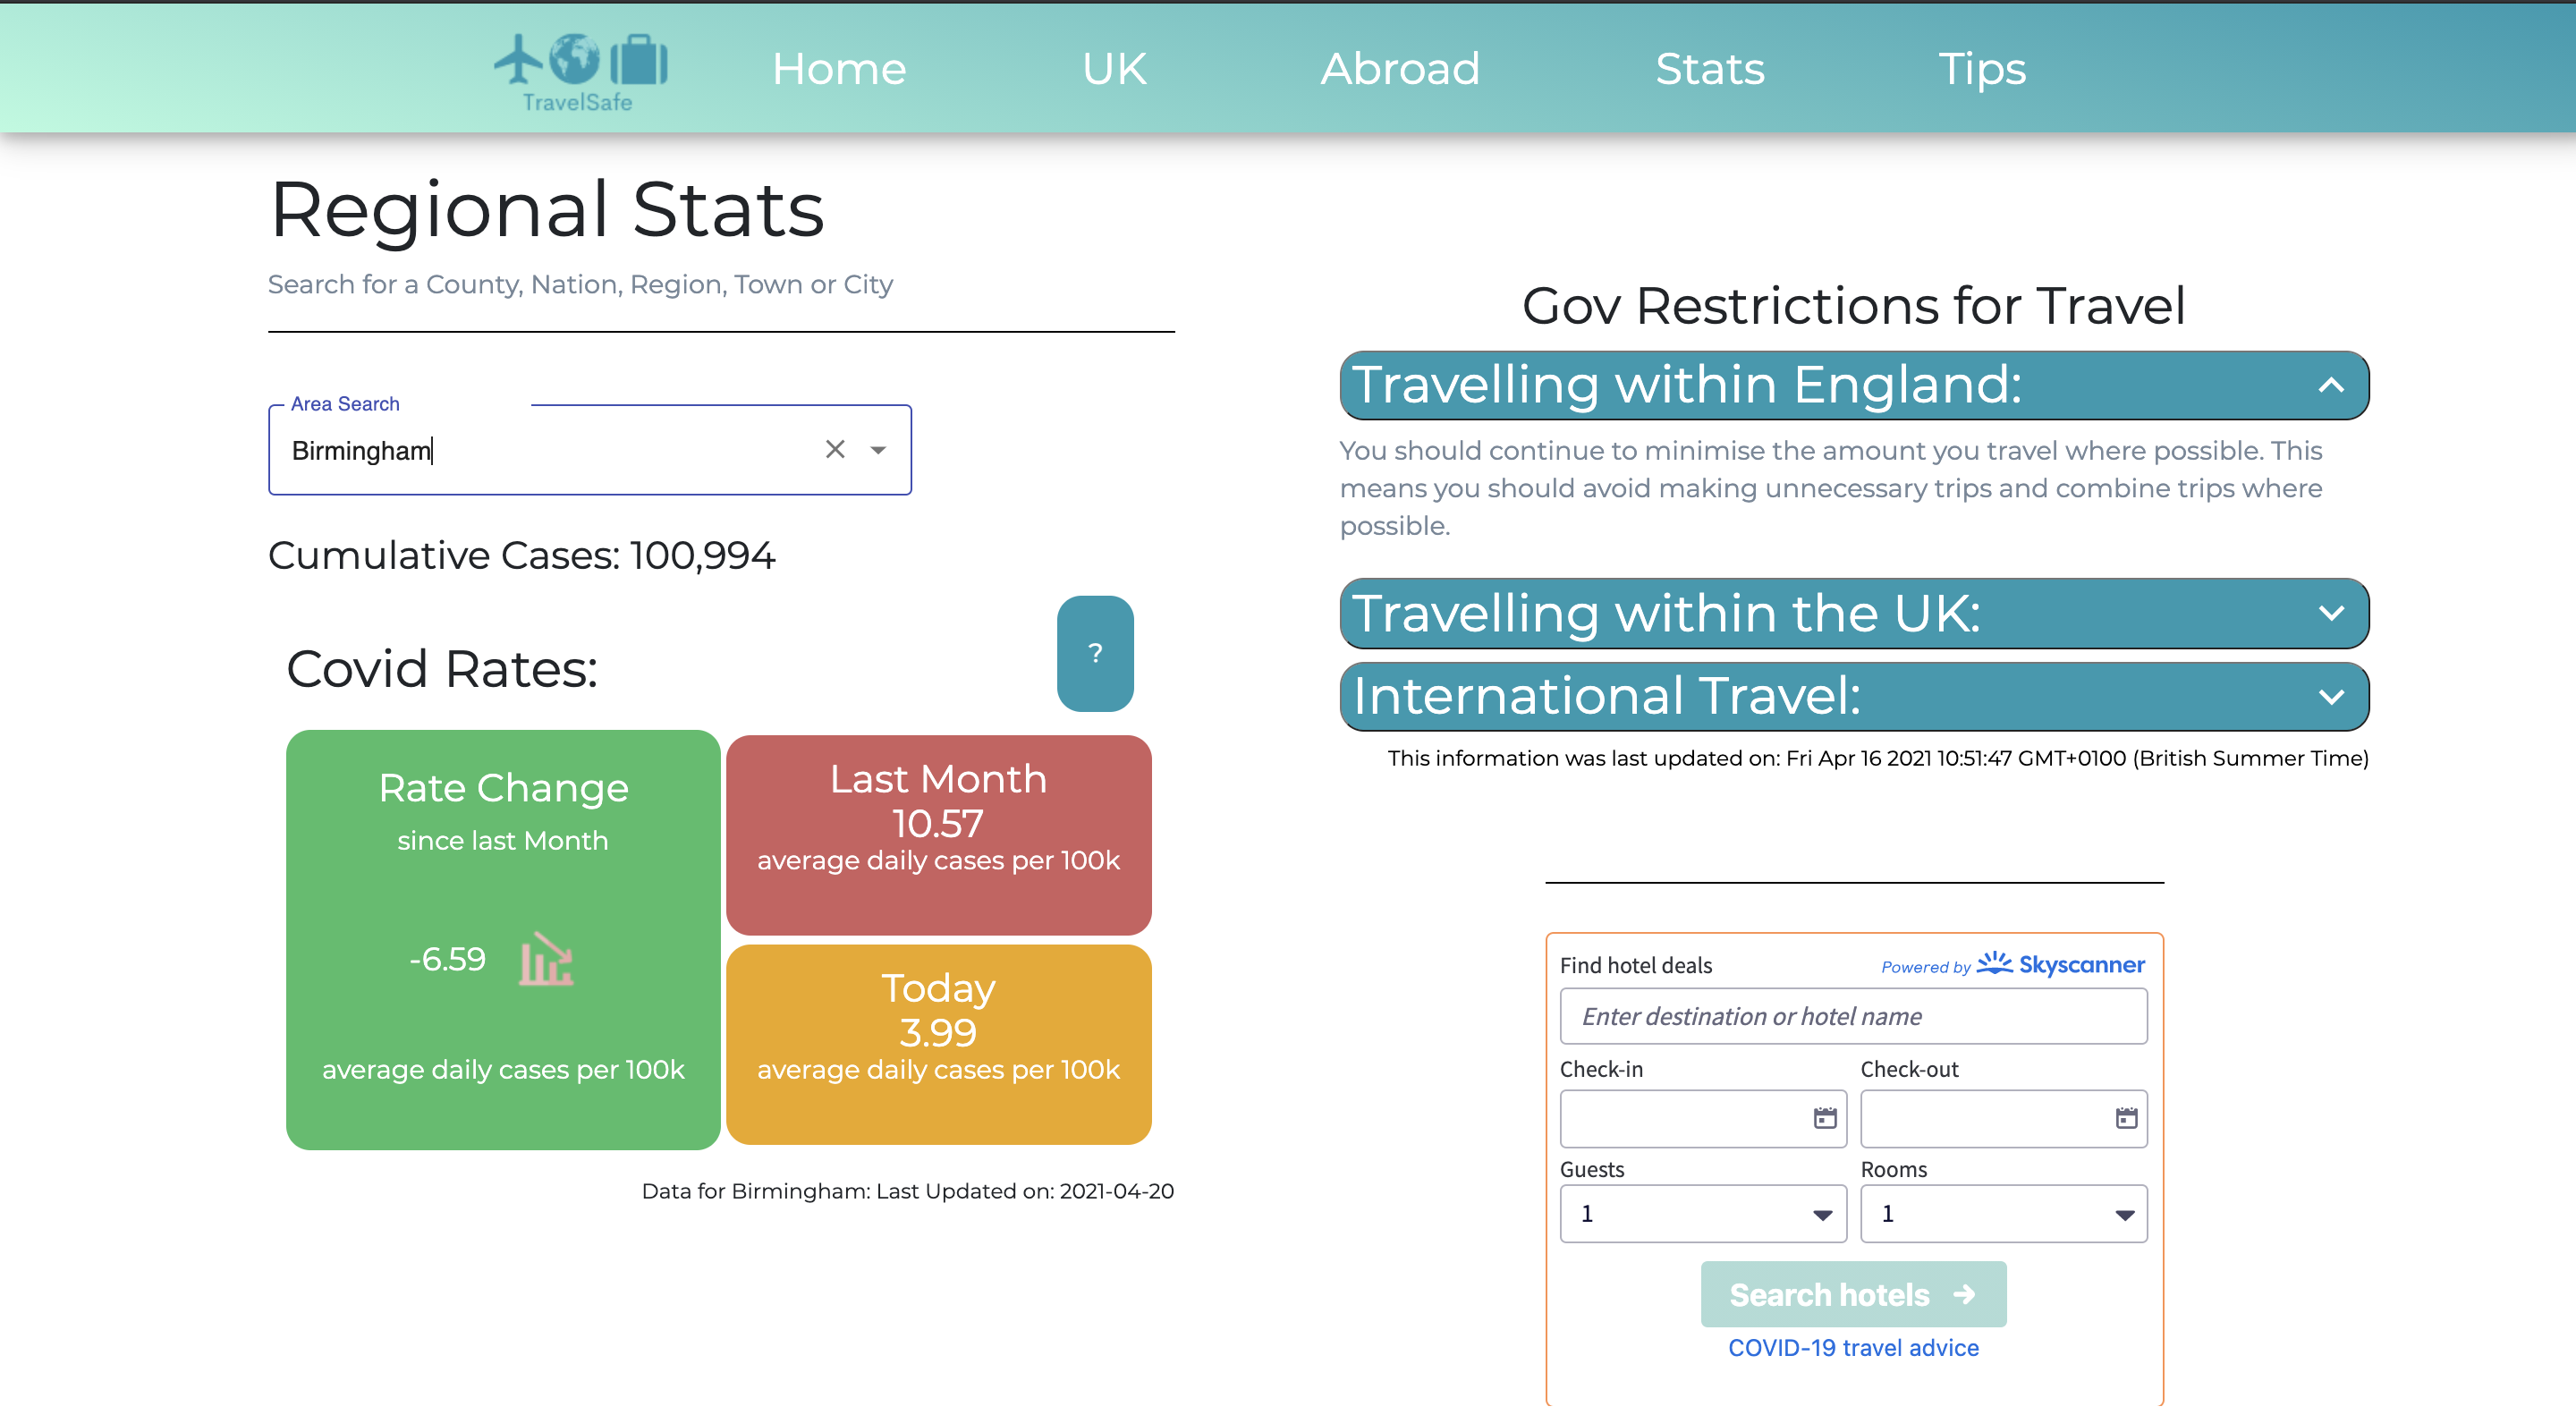 TravelSafe
Home
UK
Abroad
Stats
Tips
Regional Stats
Search for a County, Nation, Region, Town or City
Area Search
Birmingham
Cumulative Cases: 100,994
Covid Rates:
?
Rate Change
since last Month
-6.59
average daily cases per 100k
Last Month
10.57
average daily cases per 100k
Today
3.99
average daily cases per 100k
Data for Birmingham: Last Updated on: 2021-04-20
Gov Restrictions for Travel
Travelling within England:
You should continue to minimise the amount you travel where possible. This
means you should avoid making unnecessary trips and combine trips where
possible.
Travelling within the UK:
International Travel:
This information was last updated on: Fri Apr 16 2021 10:51:47 GMT+0100 (British Summer Time)
Find hotel deals
Powered by Skyscanner
Enter destination or hotel name
Check-in
Check-out
Guests
Rooms
1
1
Search hotels
COVID-19 travel advice